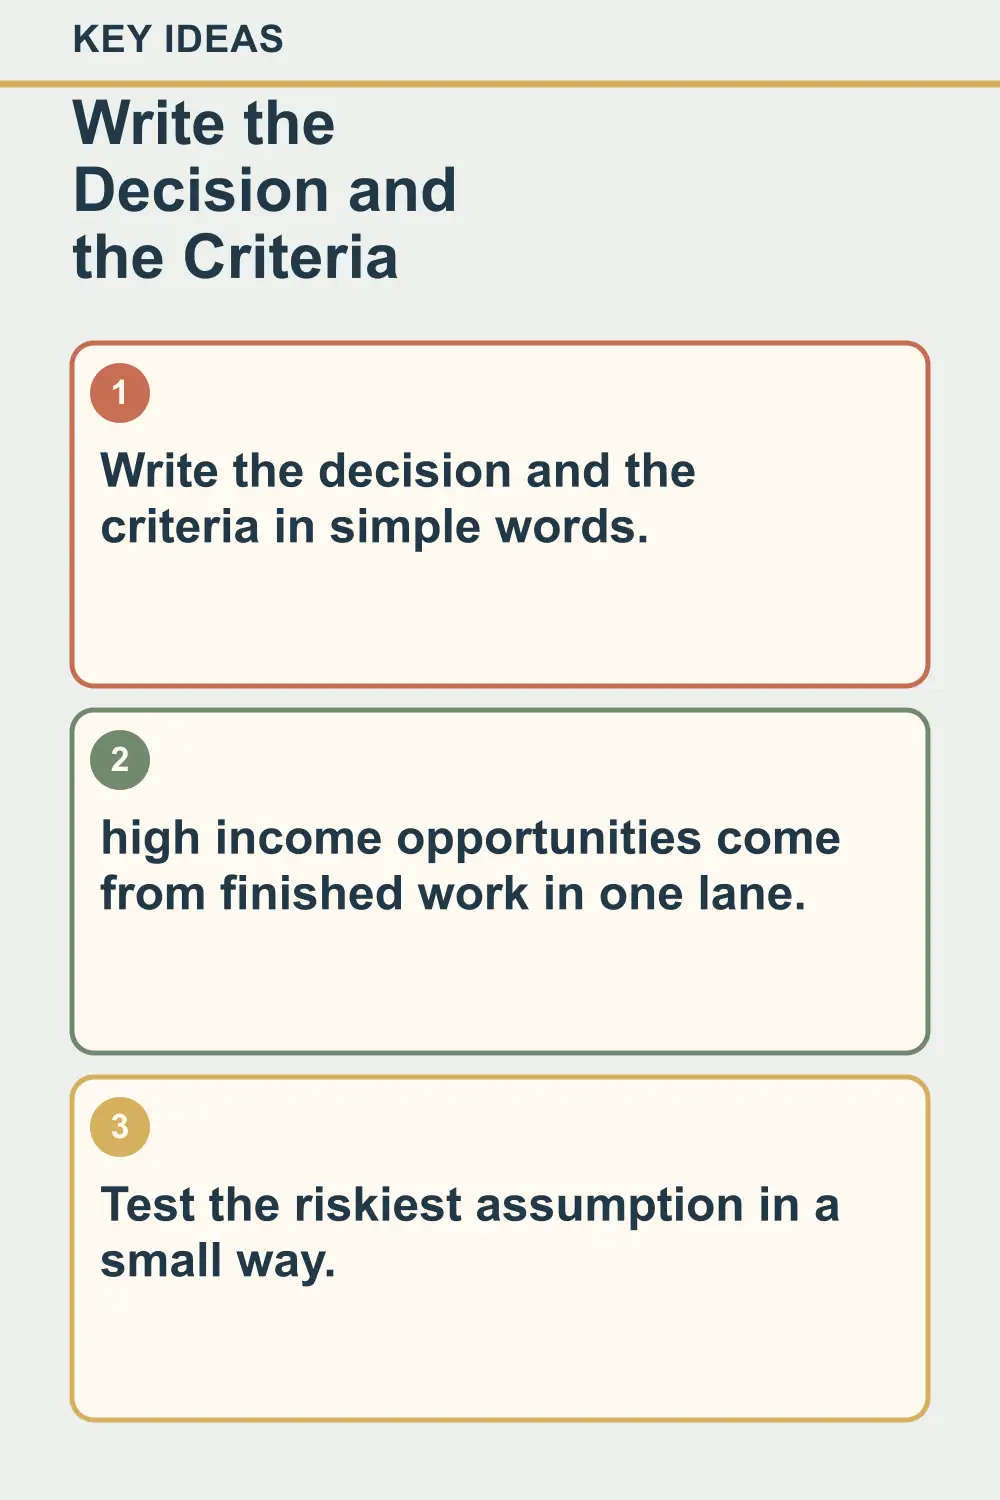 KEY IDEAS
Write the
Decision and
the Criteria
1
Write the decision and the
criteria in simple words.
2
high income opportunities come
from finished work in one lane.
3
Test the riskiest assumption in a
small way.